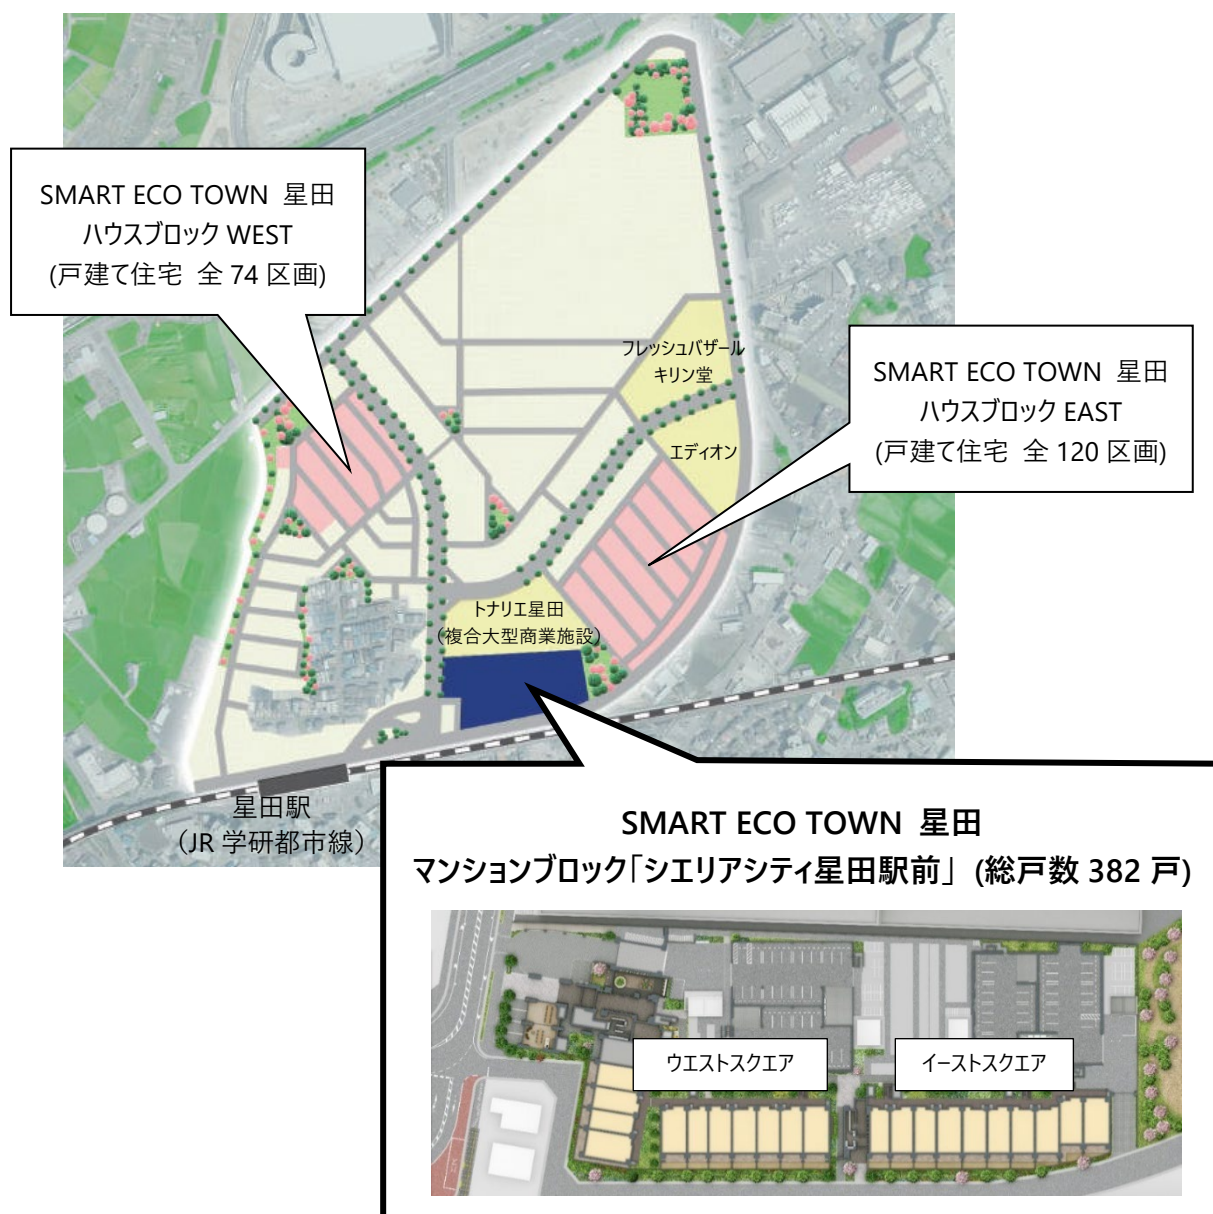 SMART ECO TOWN 星田
ハウスブロック WEST
(戸建て住宅 全 74 区画)
フレッシュバザール
キリン堂
エディオン
SMART ECO TOWN 星田
ハウスブロック EAST
(戸建て住宅 全 120 区画)
トナリエ星田
(複合大型商業施設)
星田駅
(JR 学研都市線)
SMART ECO TOWN 星田
マンションブロック「シエリアシティ星田駅前」 (総戸数 382 戸)
ウエストスクエア
イーストスクエア